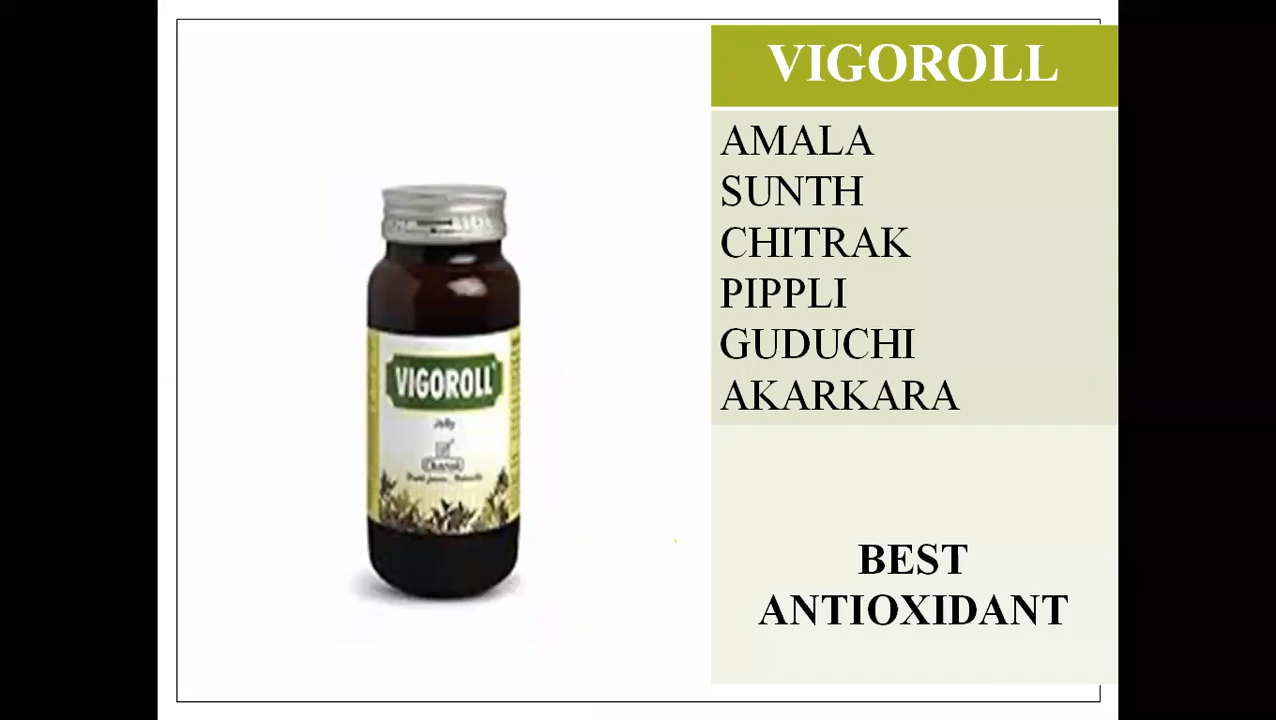 VIGOROLL
AMALA
SUNTH
CHITRAK
PIPPLI
GUDUCHI
AKARKARA
BEST
ANTIOXIDANT
VIGOROLL
Jelly
Charak